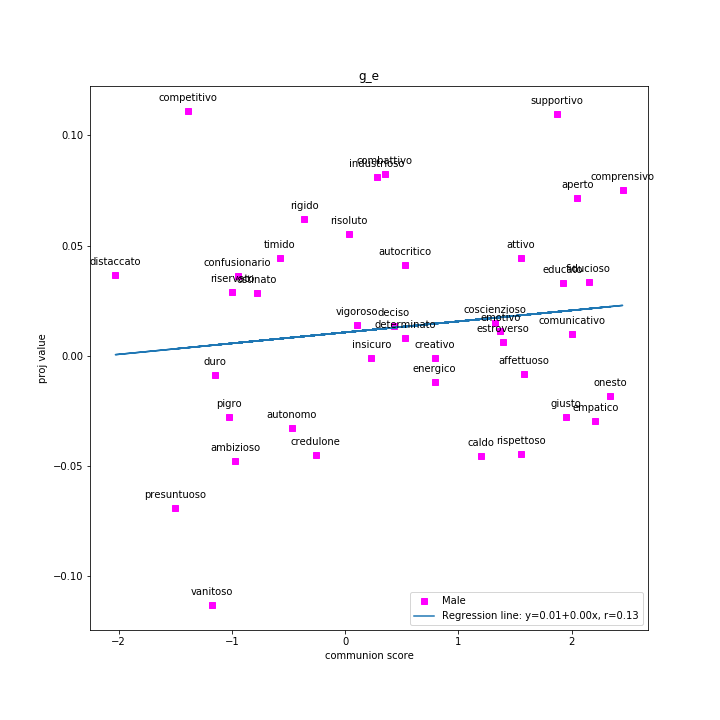 g_e
competitivo
supportivo
combattivo
industrioso
comprensivo
aperto
rigido
risoluto
timido
attivo
autocritico
distaccato
confusionario
riservato
ostinato
educato
fiducioso
vigoroso
deciso
coscienzioso
determinato
emotivo
comunicativo
estroverso
insicuro
creativo
duro
energico
affettuoso
onesto
pigro
giusto
empatico
autonomo
ambizioso
credulone
caldo
rispettoso
presuntuoso
vanitoso
0.10
0.05
0.00
−0.05
−0.10
proj value
−2
−1
0
1
2
communion score
Male
Regression line: y=0.01+0.00x, r=0.13